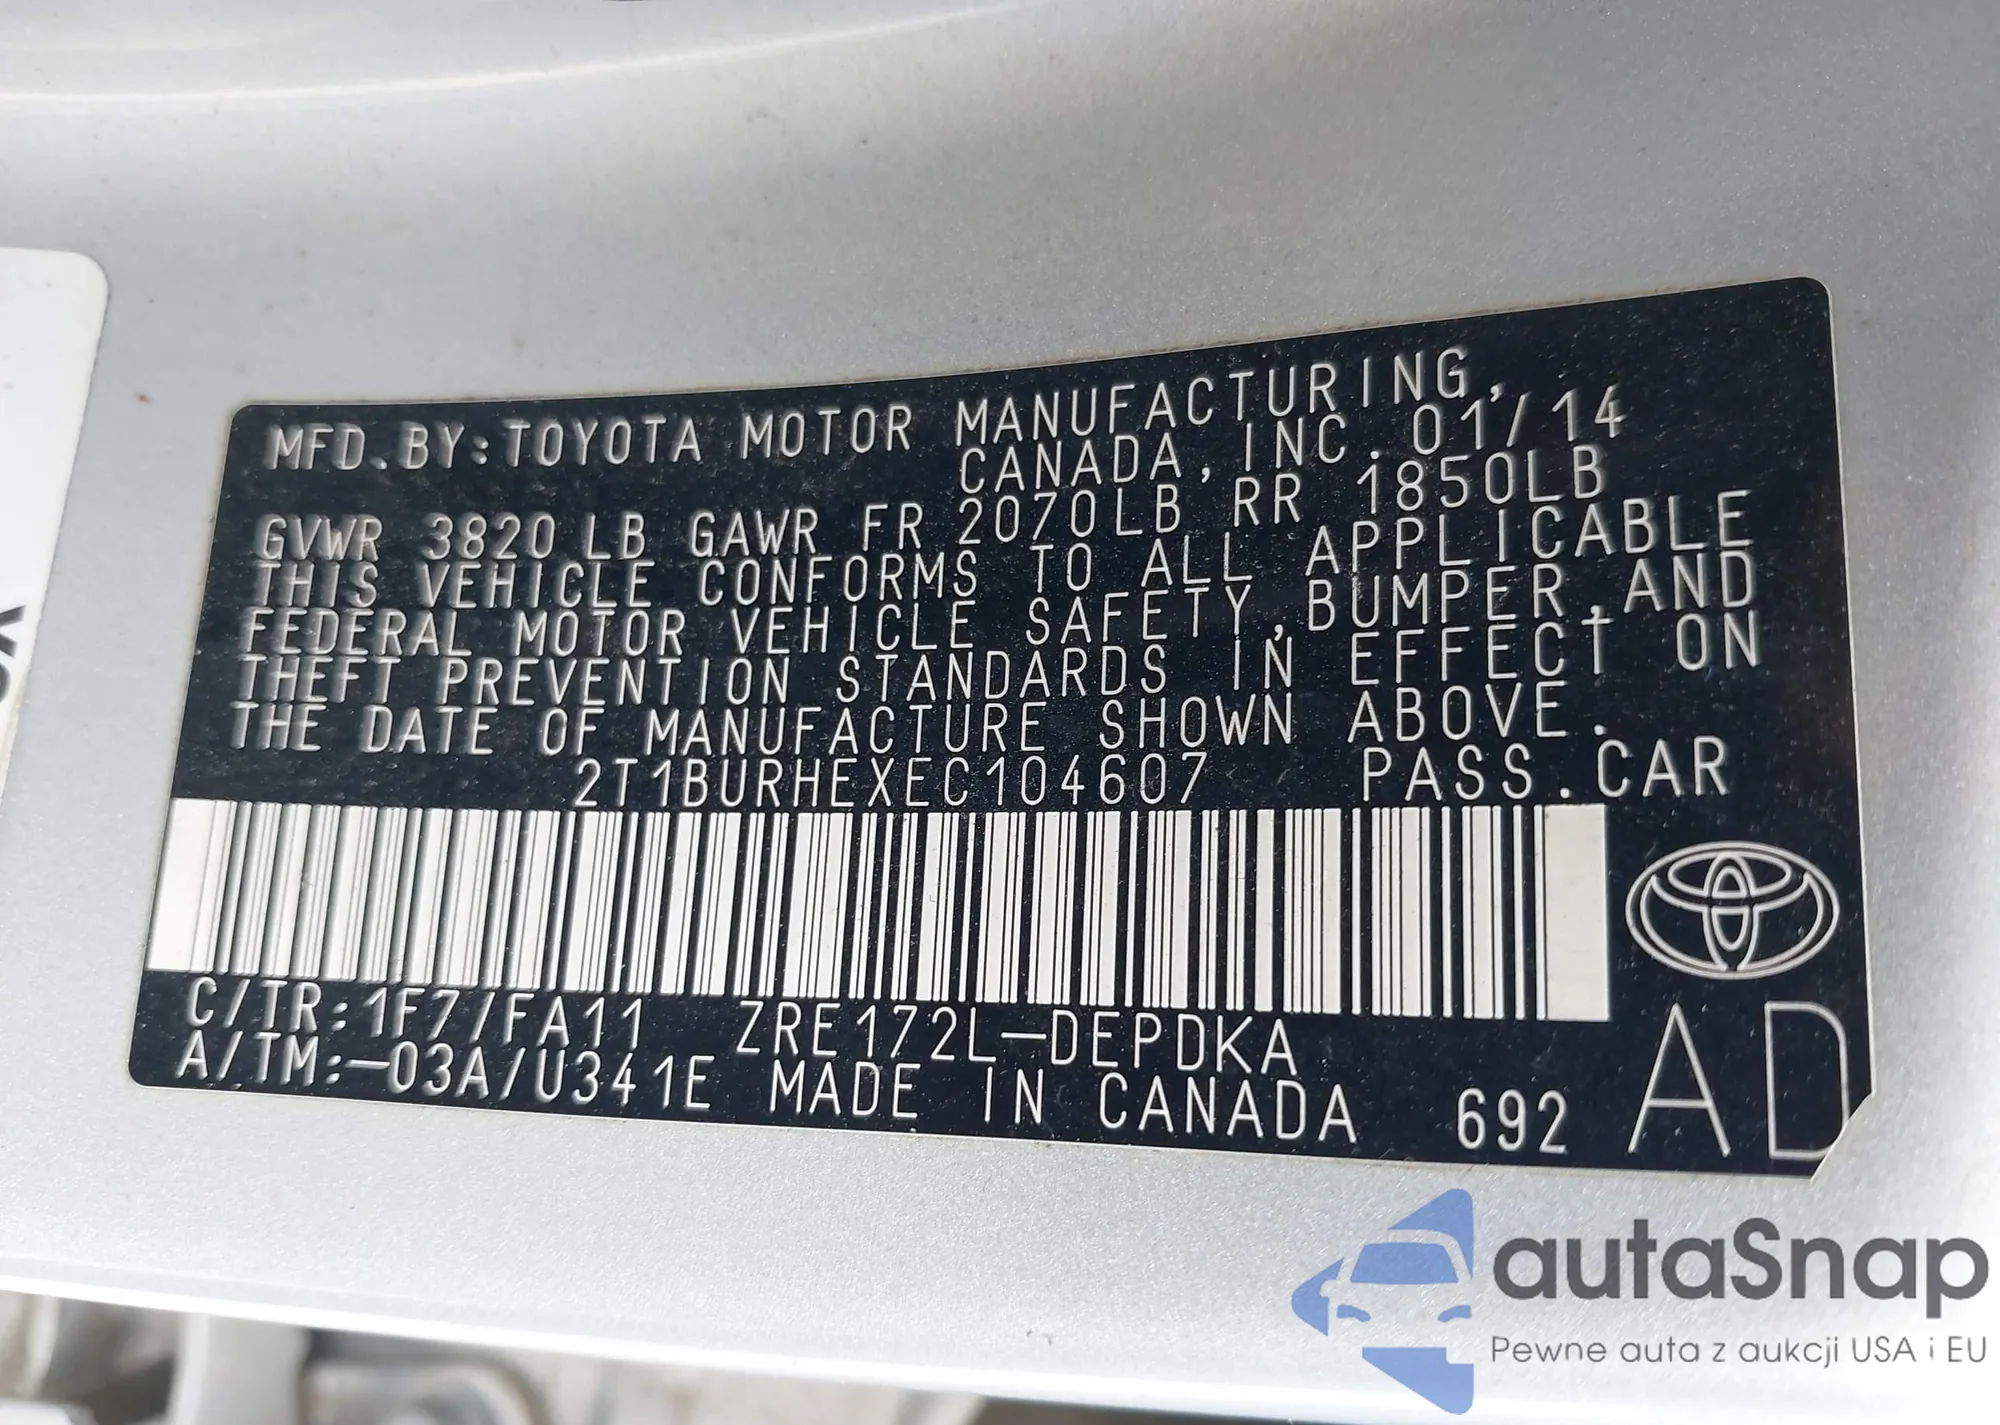 MFD.BY:TOYOTA MOTOR MANUFACTURING,
CANADA,INC.01/14
GVWR 3820 LB GAWR FR 2070LB RR 1850LB
THIS VEHICLE CONFORMS TO ALL APPLICABLE
FEDERAL MOTOR VEHICLE SAFETY,BUMPER,AND
THEFT PREVENTION STANDARDS IN EFFECT ON
THE DATE OF MANUFACTURE SHOWN ABOVE.
2T1BURHEXEC104607 PASS.CAR
C/TR:1F7/FA11 ZRE172L-DEPDKA
A/TM:-03A/U341E MADE IN CANADA 692
AD
autaSnap
Pewne auta z aukcji USA i EU